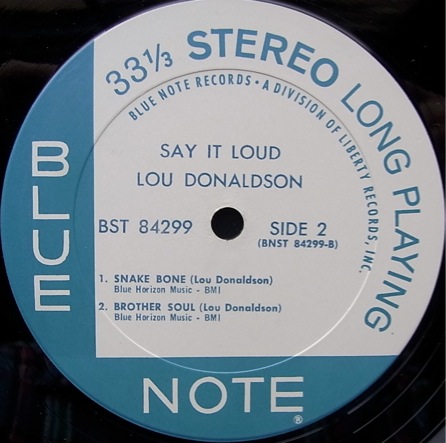 33⅓ STEREO LONG PLAYING
BLUE NOTE RECORDS • A DIVISION OF LIBERTY RECORDS, INC.
SAY IT LOUD
LOU DONALDSON
BST 84299
SIDE 2
(BNST 84299-B)
1. SNAKE BONE (Lou Donaldson)
Blue Horizon Music - BMI
2. BROTHER SOUL (Lou Donaldson)
Blue Horizon Music - BMI
BLUE
NOTE®